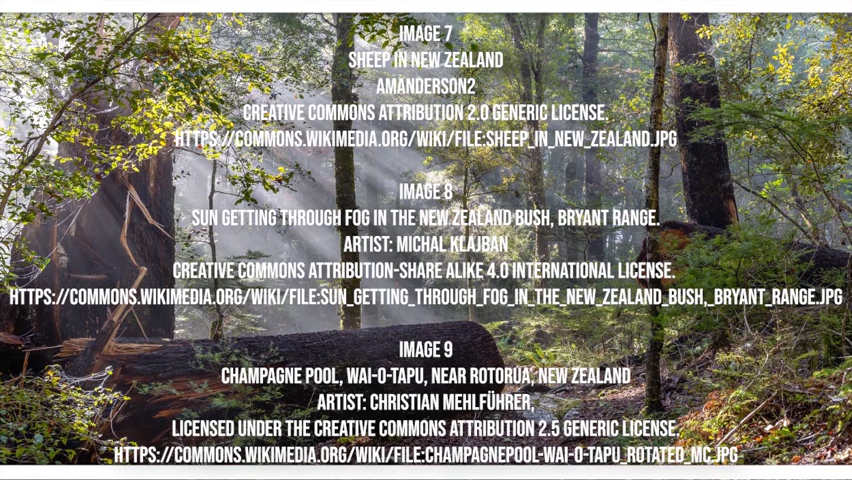 IMAGE 7
SHEEP IN NEW ZEALAND
AMANDERSON2
CREATIVE COMMONS ATTRIBUTION 2.0 GENERIC LICENSE.
HTTPS://COMMONS.WIKIMEDIA.ORG/WIKI/FILE:SHEEP_IN_NEW_ZEALAND.JPG
IMAGE 8
SUN GETTING THROUGH FOG IN THE NEW ZEALAND BUSH, BRYANT RANGE.
ARTIST: MICHAL KLAJBAN
CREATIVE COMMONS ATTRIBUTION-SHARE ALIKE 4.0 INTERNATIONAL LICENSE.
HTTPS://COMMONS.WIKIMEDIA.ORG/WIKI/FILE:SUN_GETTING_THROUGH_FOG_IN_THE_NEW_ZEALAND_BUSH,_BRYANT_RANGE.JPG
IMAGE 9
CHAMPAGNE POOL, WAI-O-TAPU, NEAR ROTORUA, NEW ZEALAND
ARTIST: CHRISTIAN MEHLFÜHRER,
LICENSED UNDER THE CREATIVE COMMONS ATTRIBUTION 2.5 GENERIC LICENSE.
HTTPS://COMMONS.WIKIMEDIA.ORG/WIKI/FILE:CHAMPAGNEPOOL-WAI-O-TAPU_ROTATED_MC.JPG